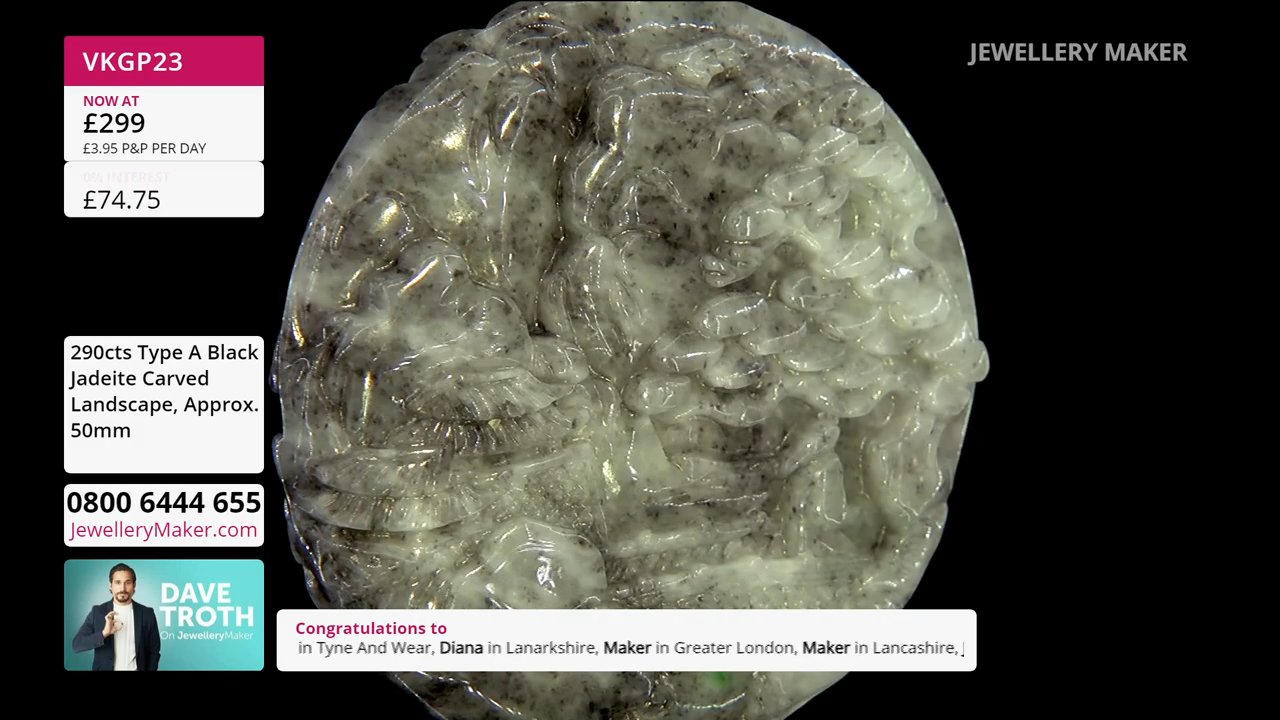 VKGP23
NOW AT
£299
£3.95 P&P PER DAY
0% INTEREST
£74.75
290cts Type A Black
Jadeite Carved
Landscape, Approx.
50mm
0800 6444 655
JewelleryMaker.com
DAVE
TROTH
On JewelleryMaker
JEWELLERY MAKER
Congratulations to
in Tyne And Wear, Diana in Lanarkshire, Maker in Greater London, Maker in Lancashire,